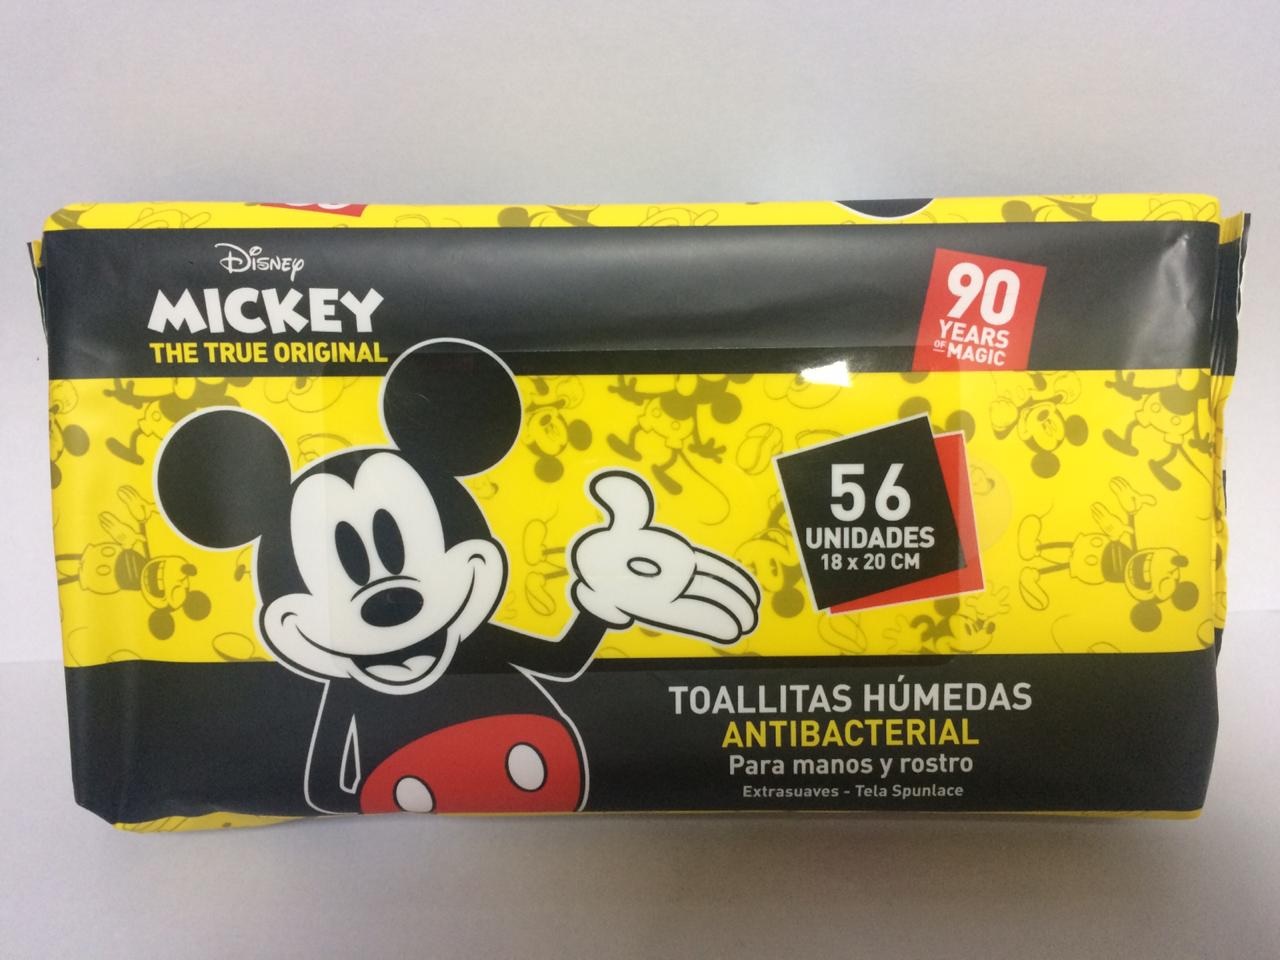 Disney
MICKEY
THE TRUE ORIGINAL
90
YEARS
OF MAGIC
56
UNIDADES
18 x 20 CM
TOALLITAS HÚMEDAS
ANTIBACTERIAL
Para manos y rostro
Extrasuaves - Tela Spunlace